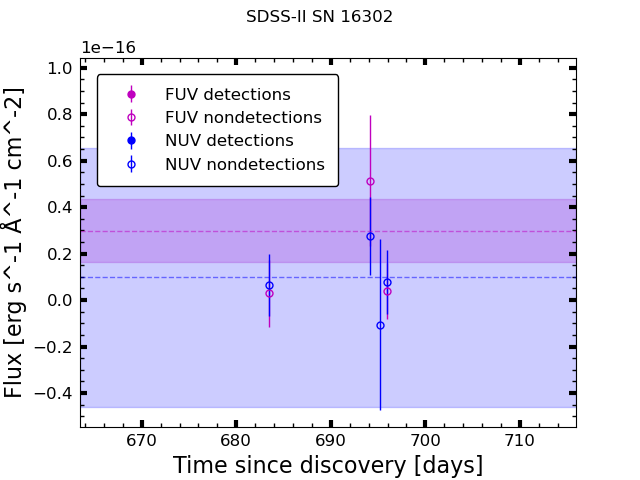 SDSS-II SN 16302
1e−16
1.0
0.8
0.6
0.4
0.2
0.0
−0.2
−0.4
Flux [erg s^-1 Å^-1 cm^-2]
FUV detections
FUV nondetections
NUV detections
NUV nondetections
670 680 690 700 710
Time since discovery [days]